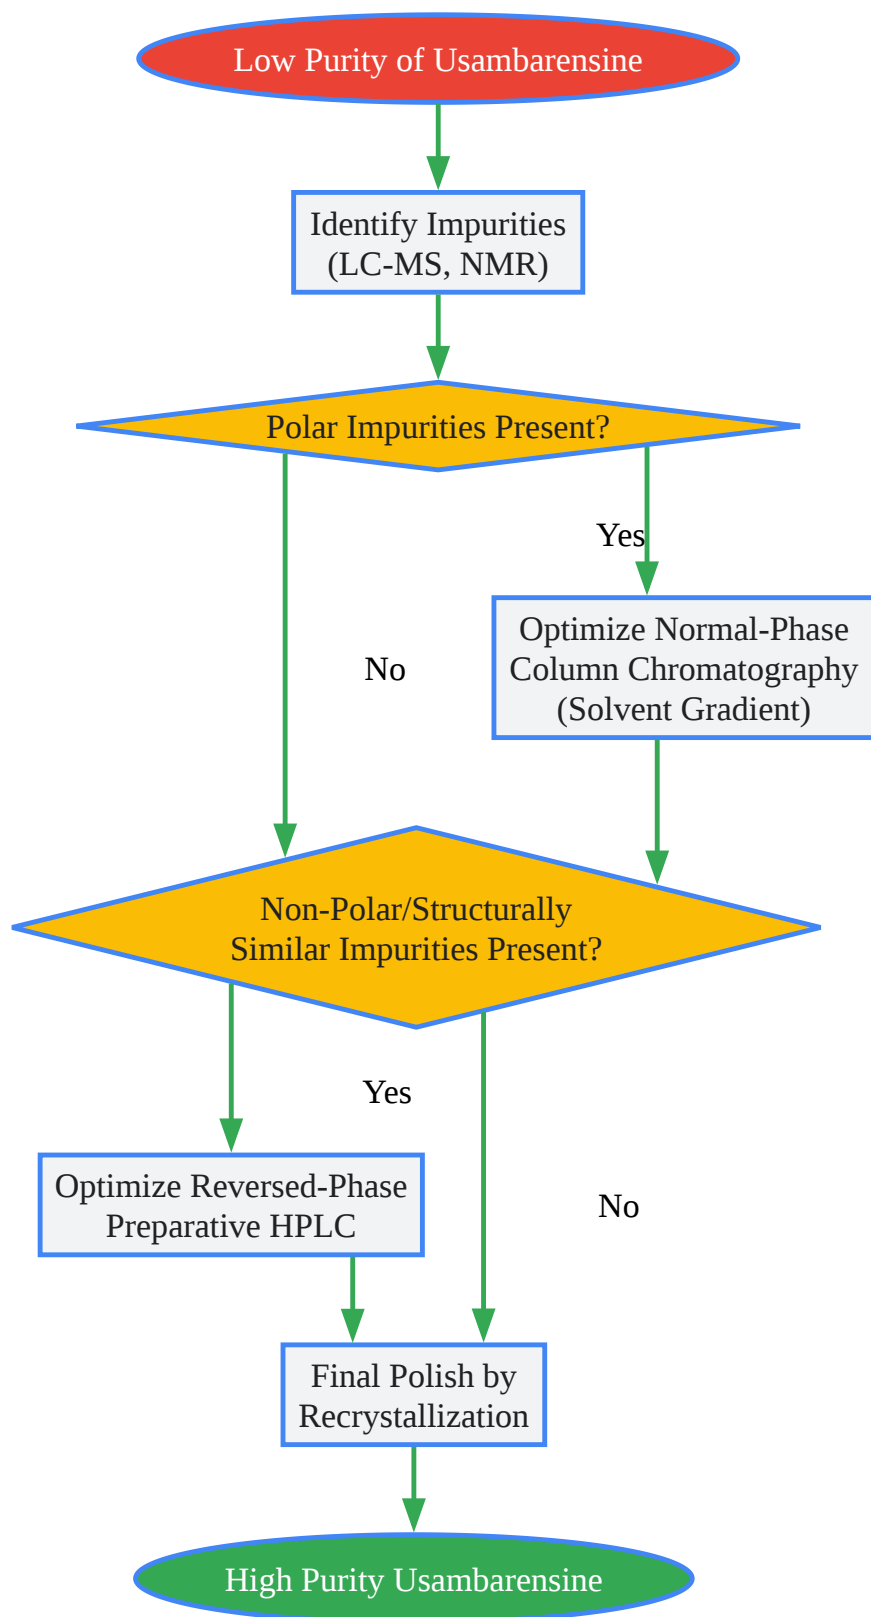 Low Purity of Usambarensine
Identify Impurities
(LC-MS, NMR)
Polar Impurities Present?
Yes
Optimize Normal-Phase
Column Chromatography
(Solvent Gradient)
No
Non-Polar/Structurally
Similar Impurities Present?
Yes
Optimize Reversed-Phase
Preparative HPLC
No
Final Polish by
Recrystallization
High Purity Usambarensine